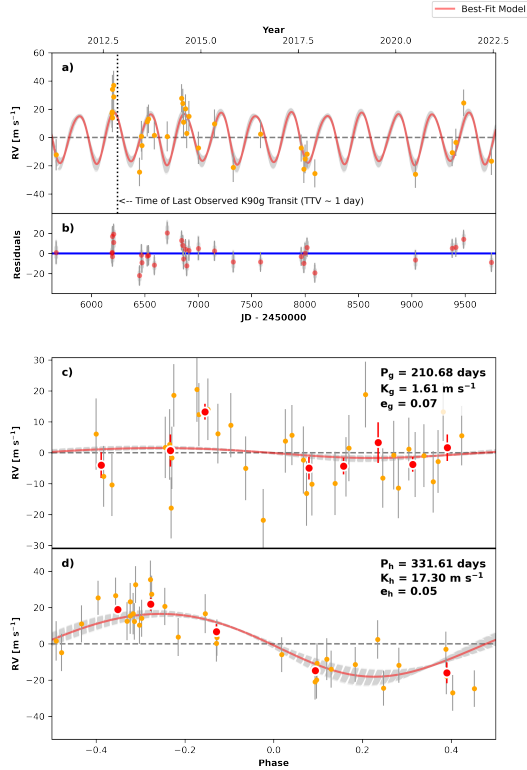 Best-Fit Model
Year
2012.5 2015.0 2017.5 2020.0 2022.5
a)
60
40
20
0
−20
−40
RV [m s⁻¹]
<-- Time of Last Observed K90g Transit (TTV ~ 1 day)
b)
20
0
−20
Residuals
6000 6500 7000 7500 8000 8500 9000 9500
JD - 2450000
c)
30
20
10
0
−10
−20
−30
RV [m s⁻¹]
P_g = 210.68 days
K_g = 1.61 m s⁻¹
e_g = 0.07
d)
40
20
0
−20
−40
RV [m s⁻¹]
P_h = 331.61 days
K_h = 17.30 m s⁻¹
e_h = 0.05
−0.4 −0.2 0.0 0.2 0.4
Phase